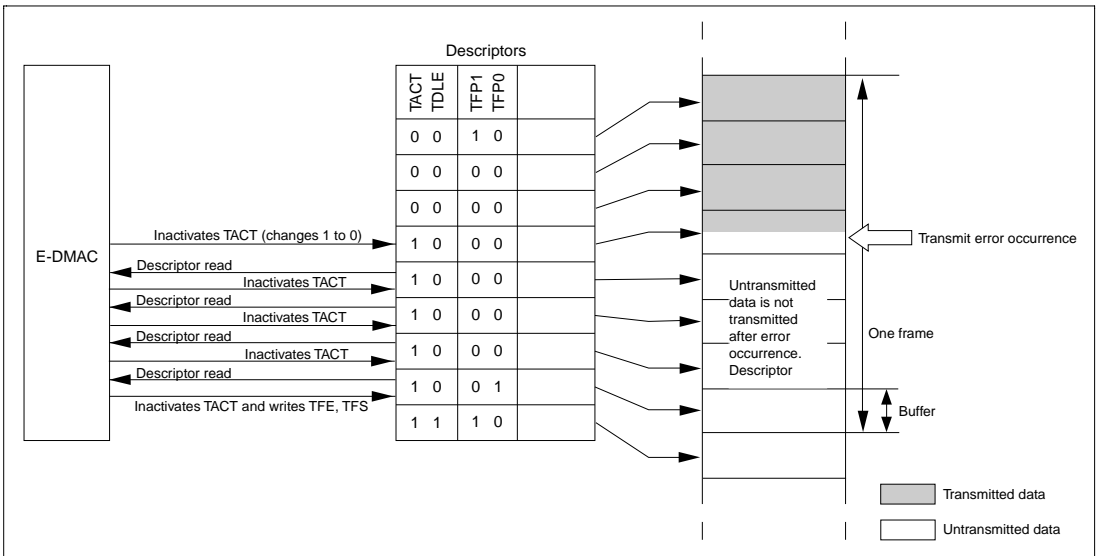 Descriptors
TACT TDLE TFP1 TFP0
0 0 1 0
0 0 0 0
0 0 0 0
1 0 0 0
1 0 0 0
1 0 0 0
1 0 0 0
1 0 0 1
1 1 1 0
E-DMAC
Inactivates TACT (changes 1 to 0)
Descriptor read
Inactivates TACT
Descriptor read
Inactivates TACT
Descriptor read
Inactivates TACT
Descriptor read
Inactivates TACT and writes TFE, TFS
Transmit error occurrence
Untransmitted
data is not
transmitted
after error
occurrence.
Descriptor
One frame
Buffer
Transmitted data
Untransmitted data